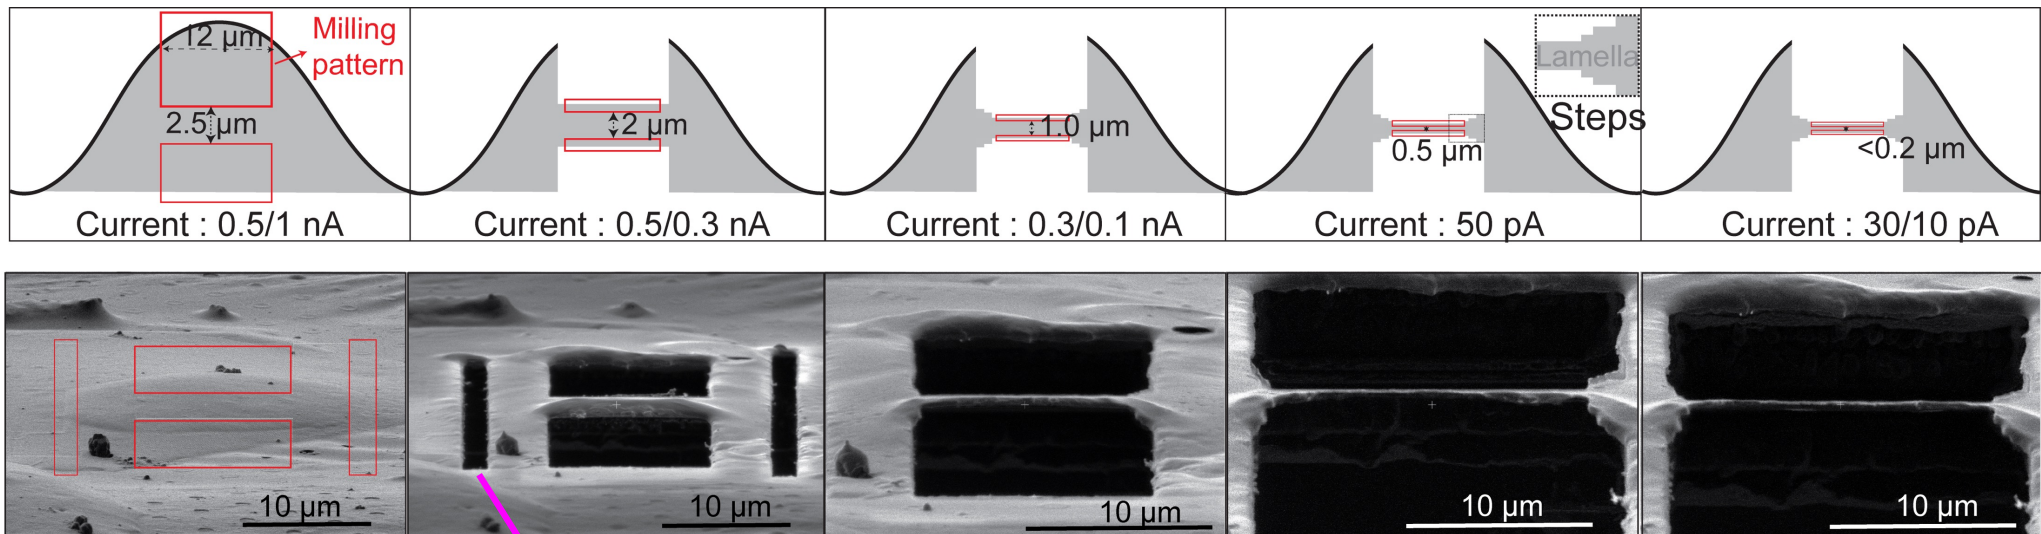 12 µm
Milling
pattern
2.5 µm
Current : 0.5/1 nA
2 µm
Current : 0.5/0.3 nA
1.0 µm
Current : 0.3/0.1 nA
Lamella
Steps
0.5 µm
Current : 50 pA
<0.2 µm
Current : 30/10 pA
10 µm
10 µm
10 µm
10 µm
10 µm